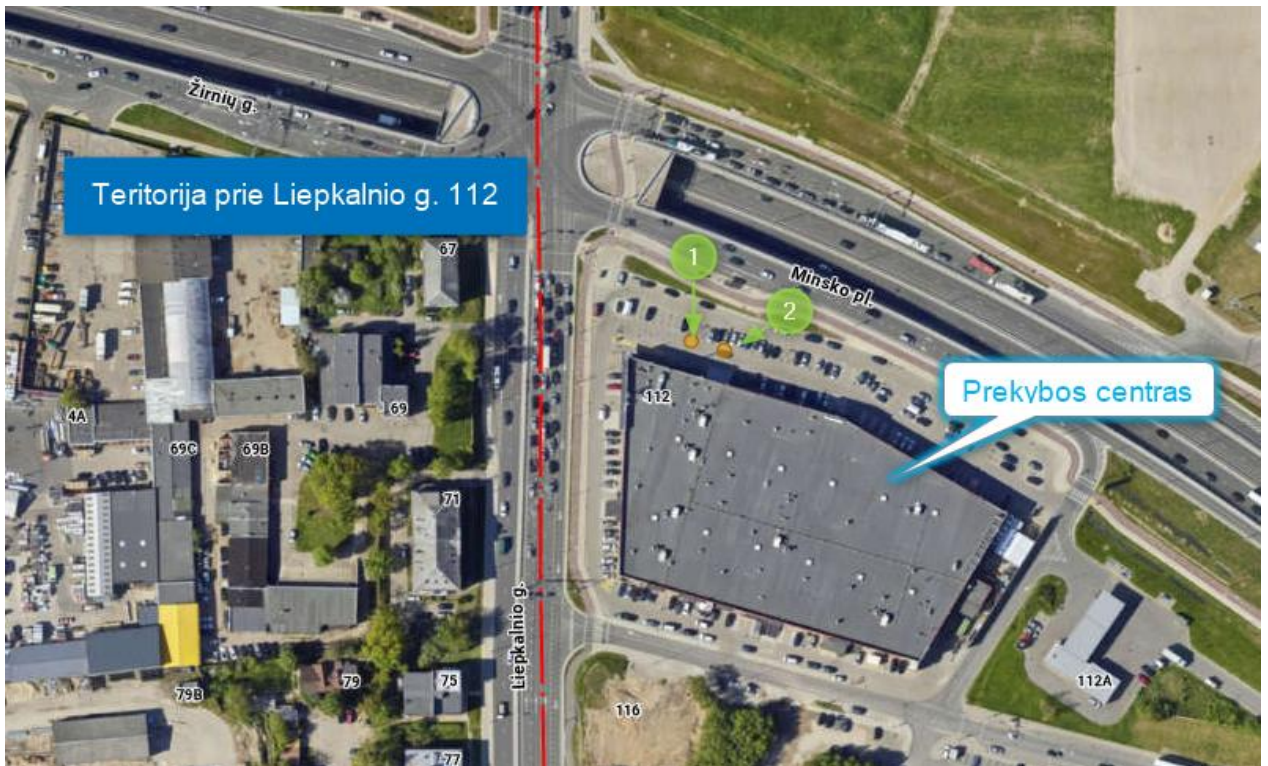 Žirnių g.
Teritorija prie Liepkalnio g. 112
67
1
Minsko pl.
2
112
Prekybos centras
4A
69
69C
69B
71
Liepkalnio g.
79
75
79B
116
112A
77